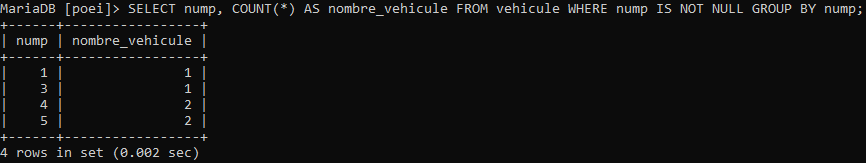 MariaDB [poei]> SELECT nump, COUNT(*) AS nombre_vehicule FROM vehicule WHERE nump IS NOT NULL GROUP BY nump;
+------+-----------------+
| nump | nombre_vehicule |
+------+-----------------+
|    1 |               1 |
|    3 |               1 |
|    4 |               2 |
|    5 |               2 |
+------+-----------------+
4 rows in set (0.002 sec)